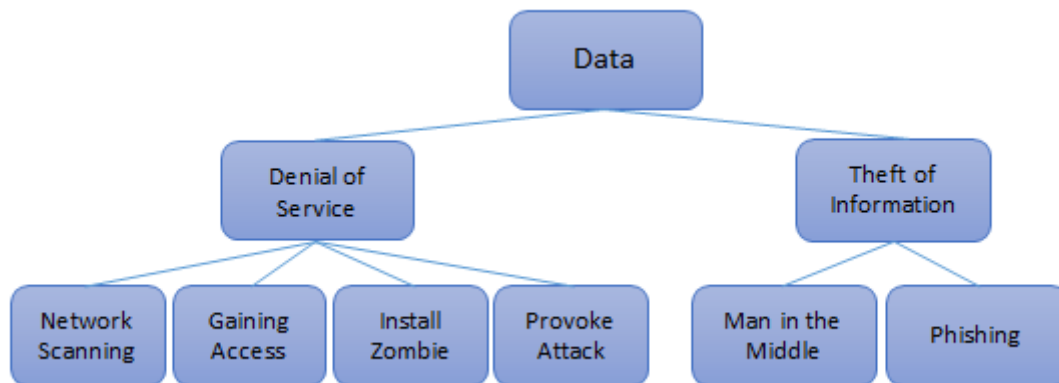 Data
Denial of
Service
Theft of
Information
Network
Scanning
Gaining
Access
Install
Zombie
Provoke
Attack
Man in the
Middle
Phishing